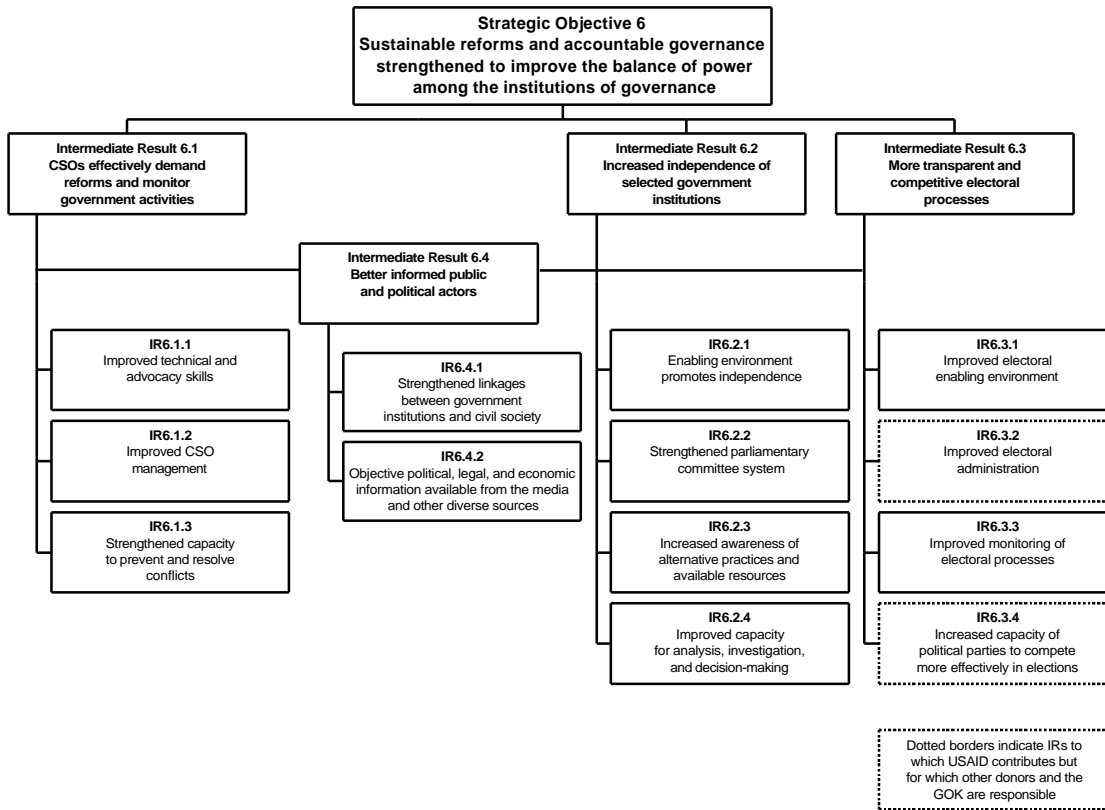 Strategic Objective 6
Sustainable reforms and accountable governance
strengthened to improve the balance of power
among the institutions of governance
Intermediate Result 6.1
CSOs effectively demand
reforms and monitor
government activities
Intermediate Result 6.2
Increased independence of
selected government
institutions
Intermediate Result 6.3
More transparent and
competitive electoral
processes
Intermediate Result 6.4
Better informed public
and political actors
IR6.1.1
Improved technical and
advocacy skills
IR6.1.2
Improved CSO
management
IR6.1.3
Strengthened capacity
to prevent and resolve
conflicts
IR6.4.1
Strengthened linkages
between government
institutions and civil society
IR6.4.2
Objective political, legal, and economic
information available from the media
and other diverse sources
IR6.2.1
Enabling environment
promotes independence
IR6.2.2
Strengthened parliamentary
committee system
IR6.2.3
Increased awareness of
alternative practices and
available resources
IR6.2.4
Improved capacity
for analysis, investigation,
and decision-making
IR6.3.1
Improved electoral
enabling environment
IR6.3.2
Improved electoral
administration
IR6.3.3
Improved monitoring of
electoral processes
IR6.3.4
Increased capacity of
political parties to compete
more effectively in elections
Dotted borders indicate IRs to
which USAID contributes but
for which other donors and the
GOK are responsible